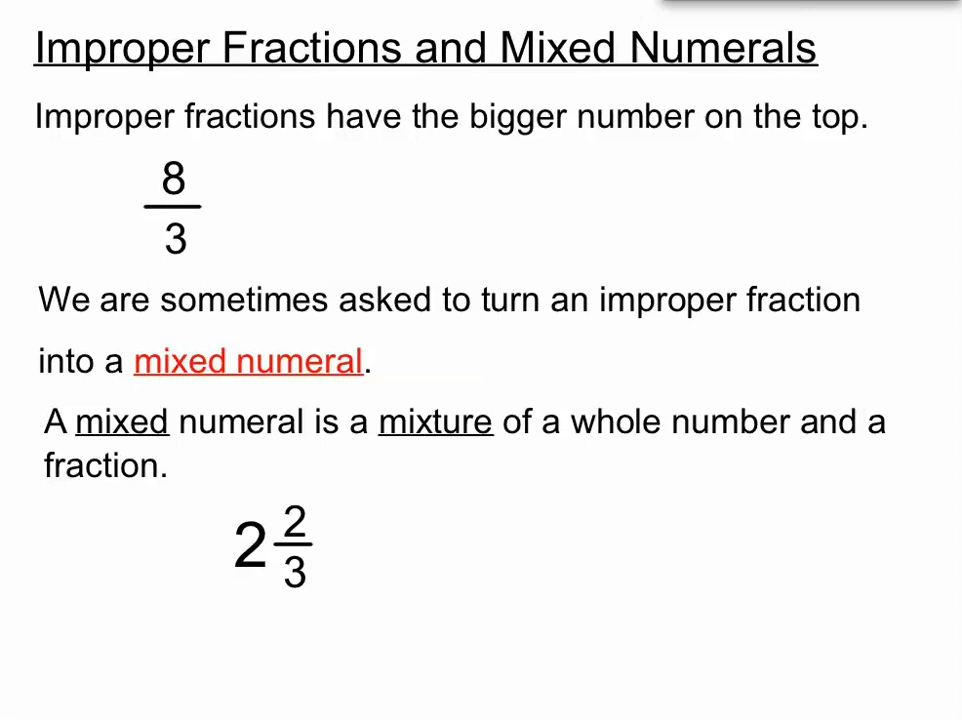 Improper Fractions and Mixed Numerals
Improper fractions have the bigger number on the top.
8
3
We are sometimes asked to turn an improper fraction
into a mixed numeral.
A mixed numeral is a mixture of a whole number and a
fraction.
2 2/3